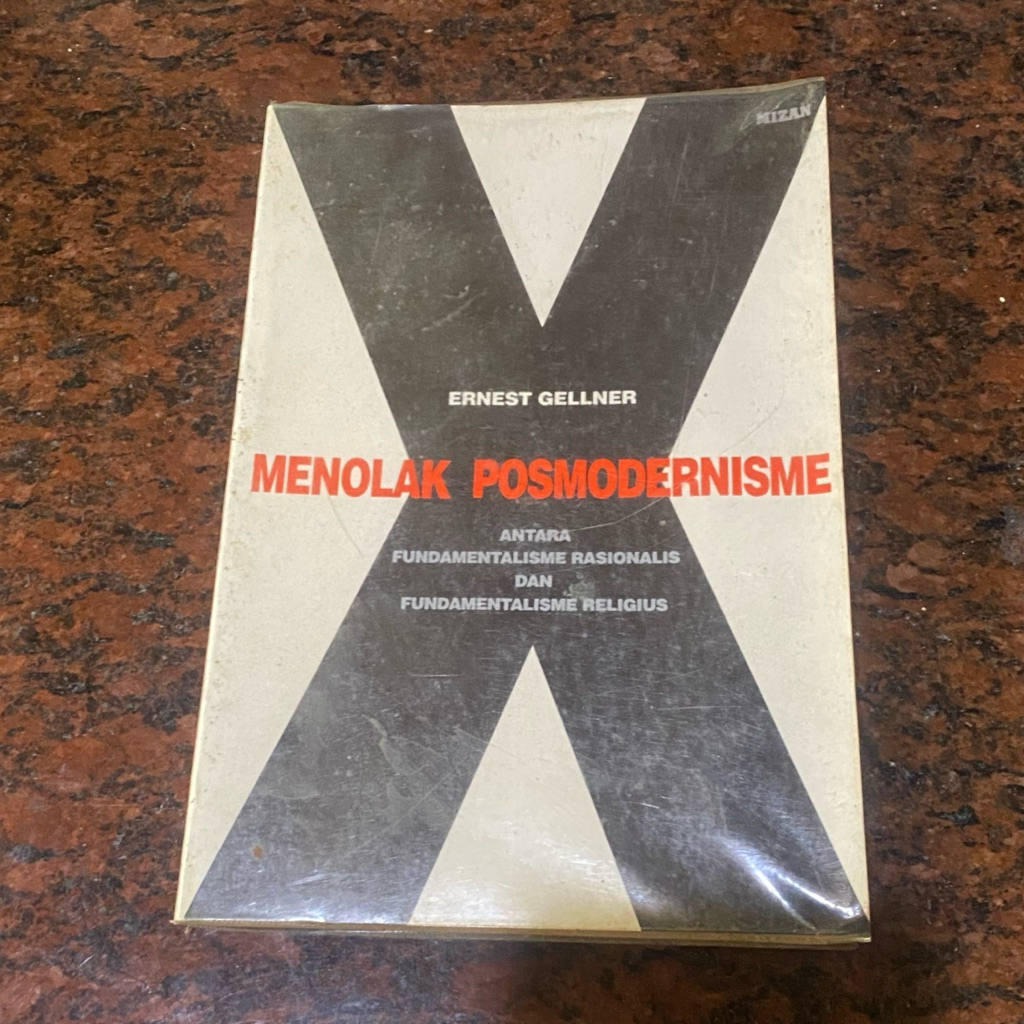 MIZAN
ERNEST GELLNER
MENOLAK POSMODERNISME
ANTARA
FUNDAMENTALISME RASIONALIS
DAN
FUNDAMENTALISME RELIGIUS